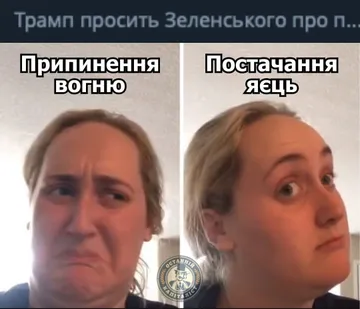 Трамп просить Зеленського про п...
Припинення
вогню
Постачання
яєць